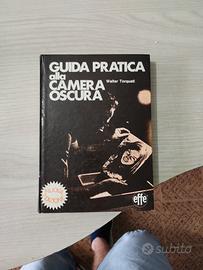 GUIDA PRATICA
alla
CAMERA
Walter Torquati
OSCURA
effe
subito